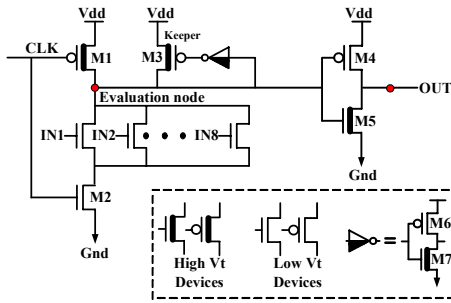 Vdd Vdd Vdd
Keeper
CLK M1 M3 M4
Evaluation node OUT
IN1 IN2 IN8 M5
M2 Gnd
Gnd
M6
=
M7
High Vt Low Vt
Devices Devices